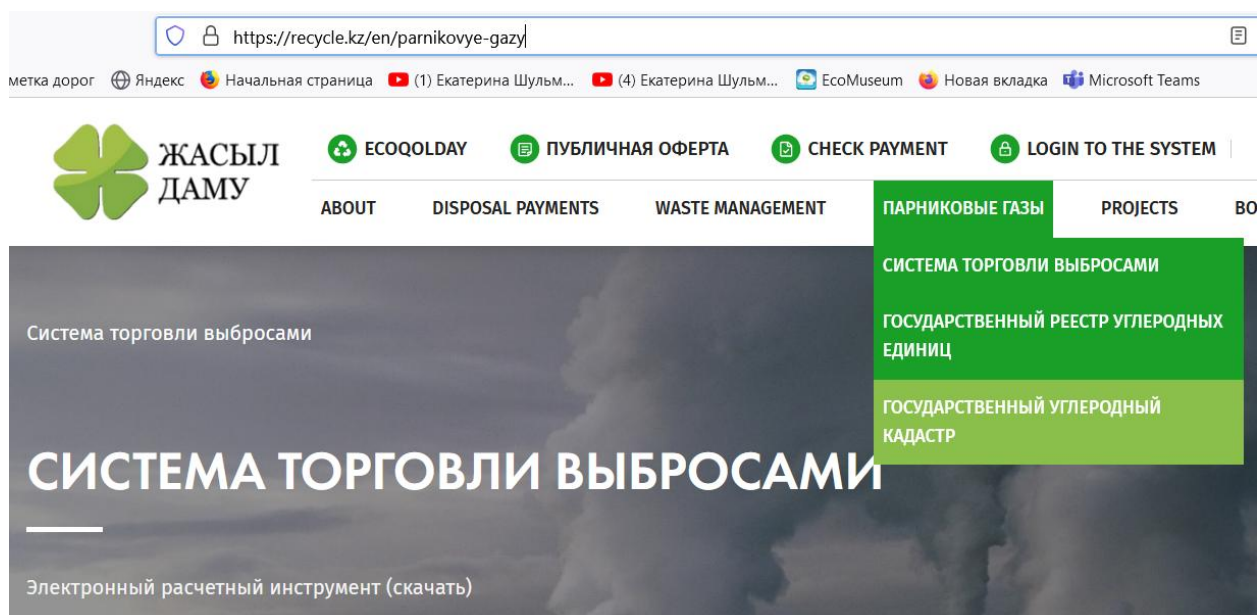 https://recycle.kz/en/parnikovye-gazy
метка дорог Яндекс Начальная страница (1) Екатерина Шульм... (4) Екатерина Шульм... EcoMuseum Новая вкладка Microsoft Teams
ЖАСЫЛ
ДАМУ
ECOQOLDAY ПУБЛИЧНАЯ ОФЕРТА CHECK PAYMENT LOGIN TO THE SYSTEM
ABOUT DISPOSAL PAYMENTS WASTE MANAGEMENT ПАРНИКОВЫЕ ГАЗЫ PROJECTS BO
СИСТЕМА ТОРГОВЛИ ВЫБРОСАМИ
ГОСУДАРСТВЕННЫЙ РЕЕСТР УГЛЕРОДНЫХ
ЕДИНИЦ
ГОСУДАРСТВЕННЫЙ УГЛЕРОДНЫЙ
КАДАСТР
Система торговли выбросами
СИСТЕМА ТОРГОВЛИ ВЫБРОСАМИ
Электронный расчетный инструмент (скачать)